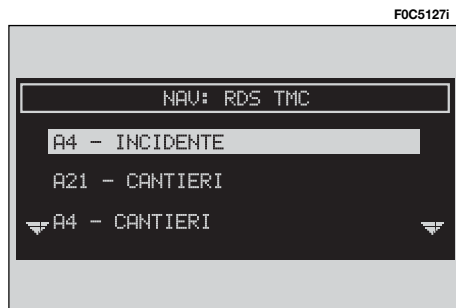 F0C5127i
NAV: RDS TMC
A4 - INCIDENTE
A21 - CANTIERI
A4 - CANTIERI